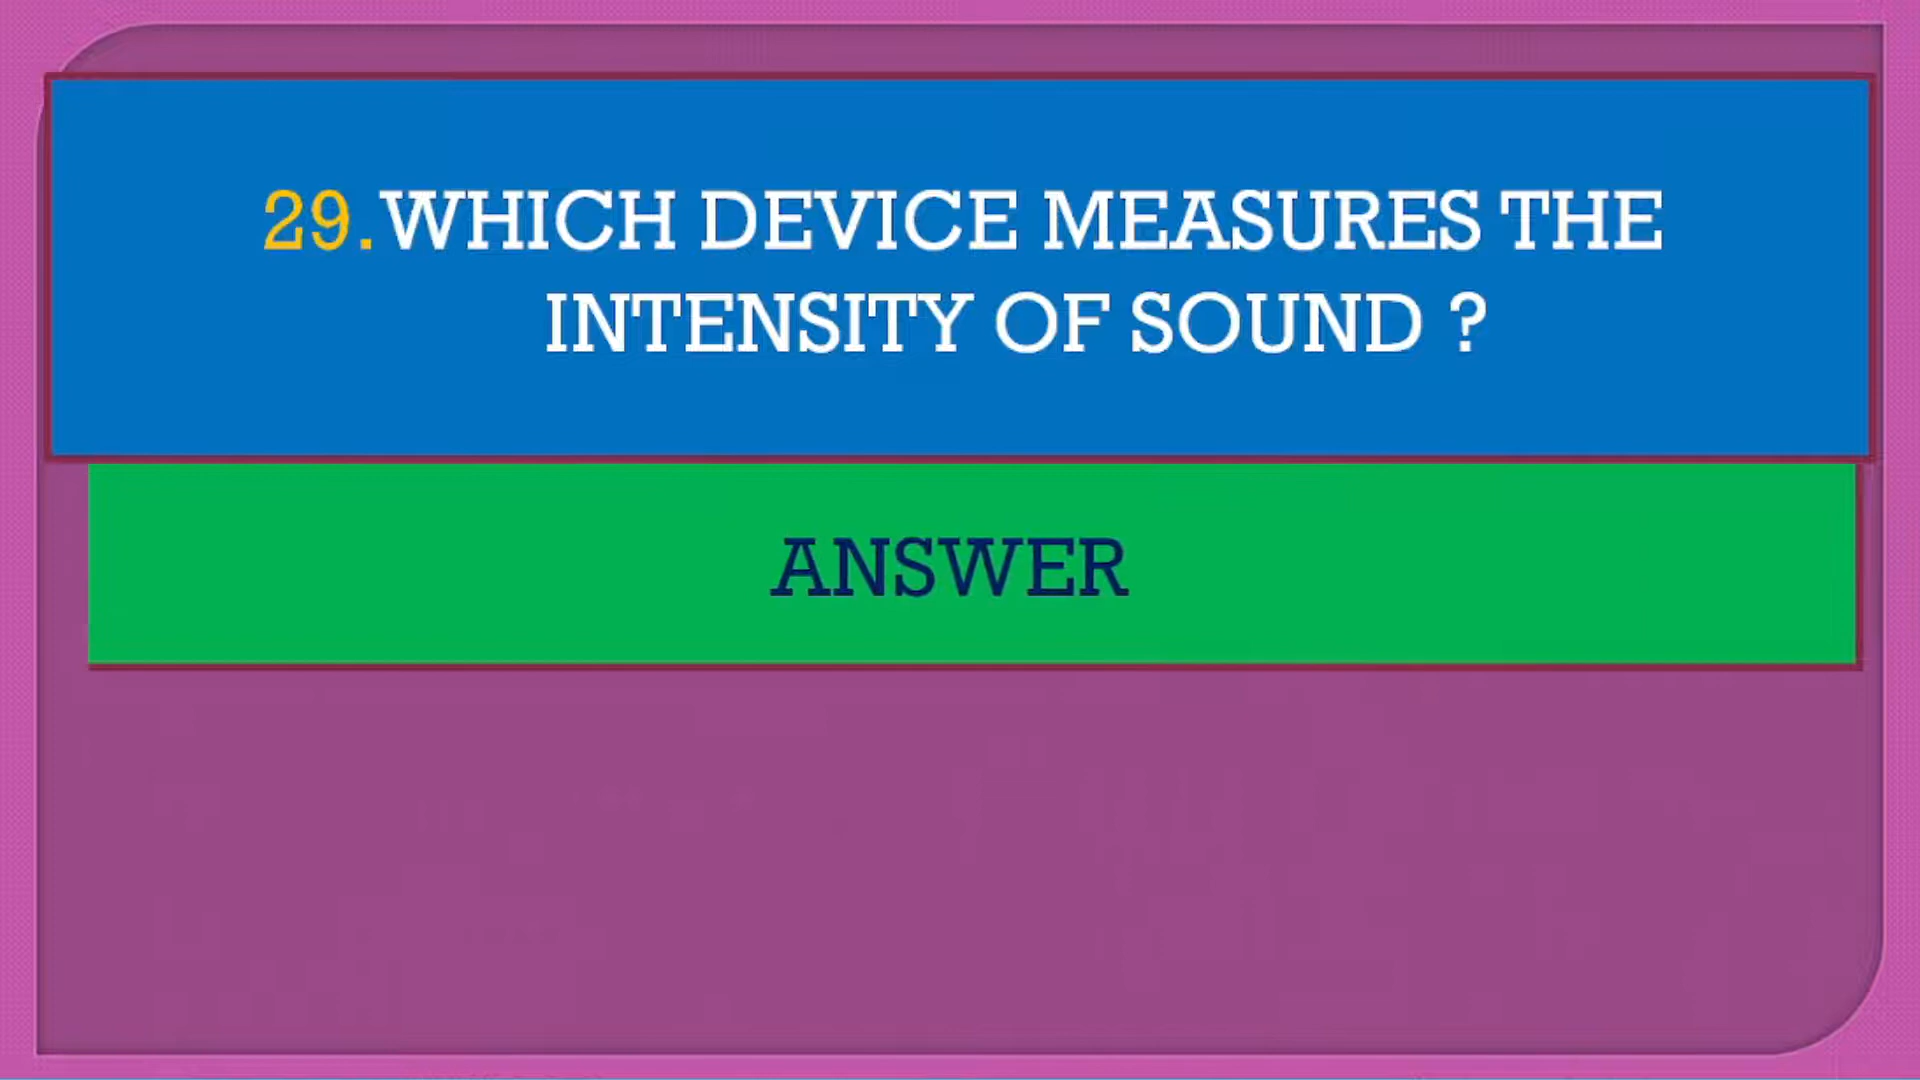 29.WHICH DEVICE MEASURES THE
INTENSITY OF SOUND ?
ANSWER